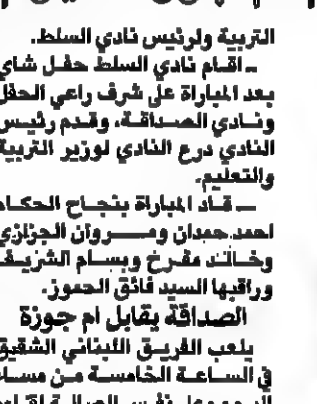 التربية ولرئيس نادي السلط.
ـ اقام نادي السلط حفل شاي
بعد المباراة على شرف راعي الحفل
ونادي الصداقة، وقدم رئيس
النادي درع النادي لوزير التربية
والتعليم.
ـ قاد المباراة بنجاح الحكام
احمد حمدان ومروان الجزازي
وخالد مفرح وبسام الشريف
وراقبها السيد فائق الحموز.
الصداقة يقابل ام جوزة
يلعب الفريق اللبناني الشقيق
في الساعة الخامسة من مساء